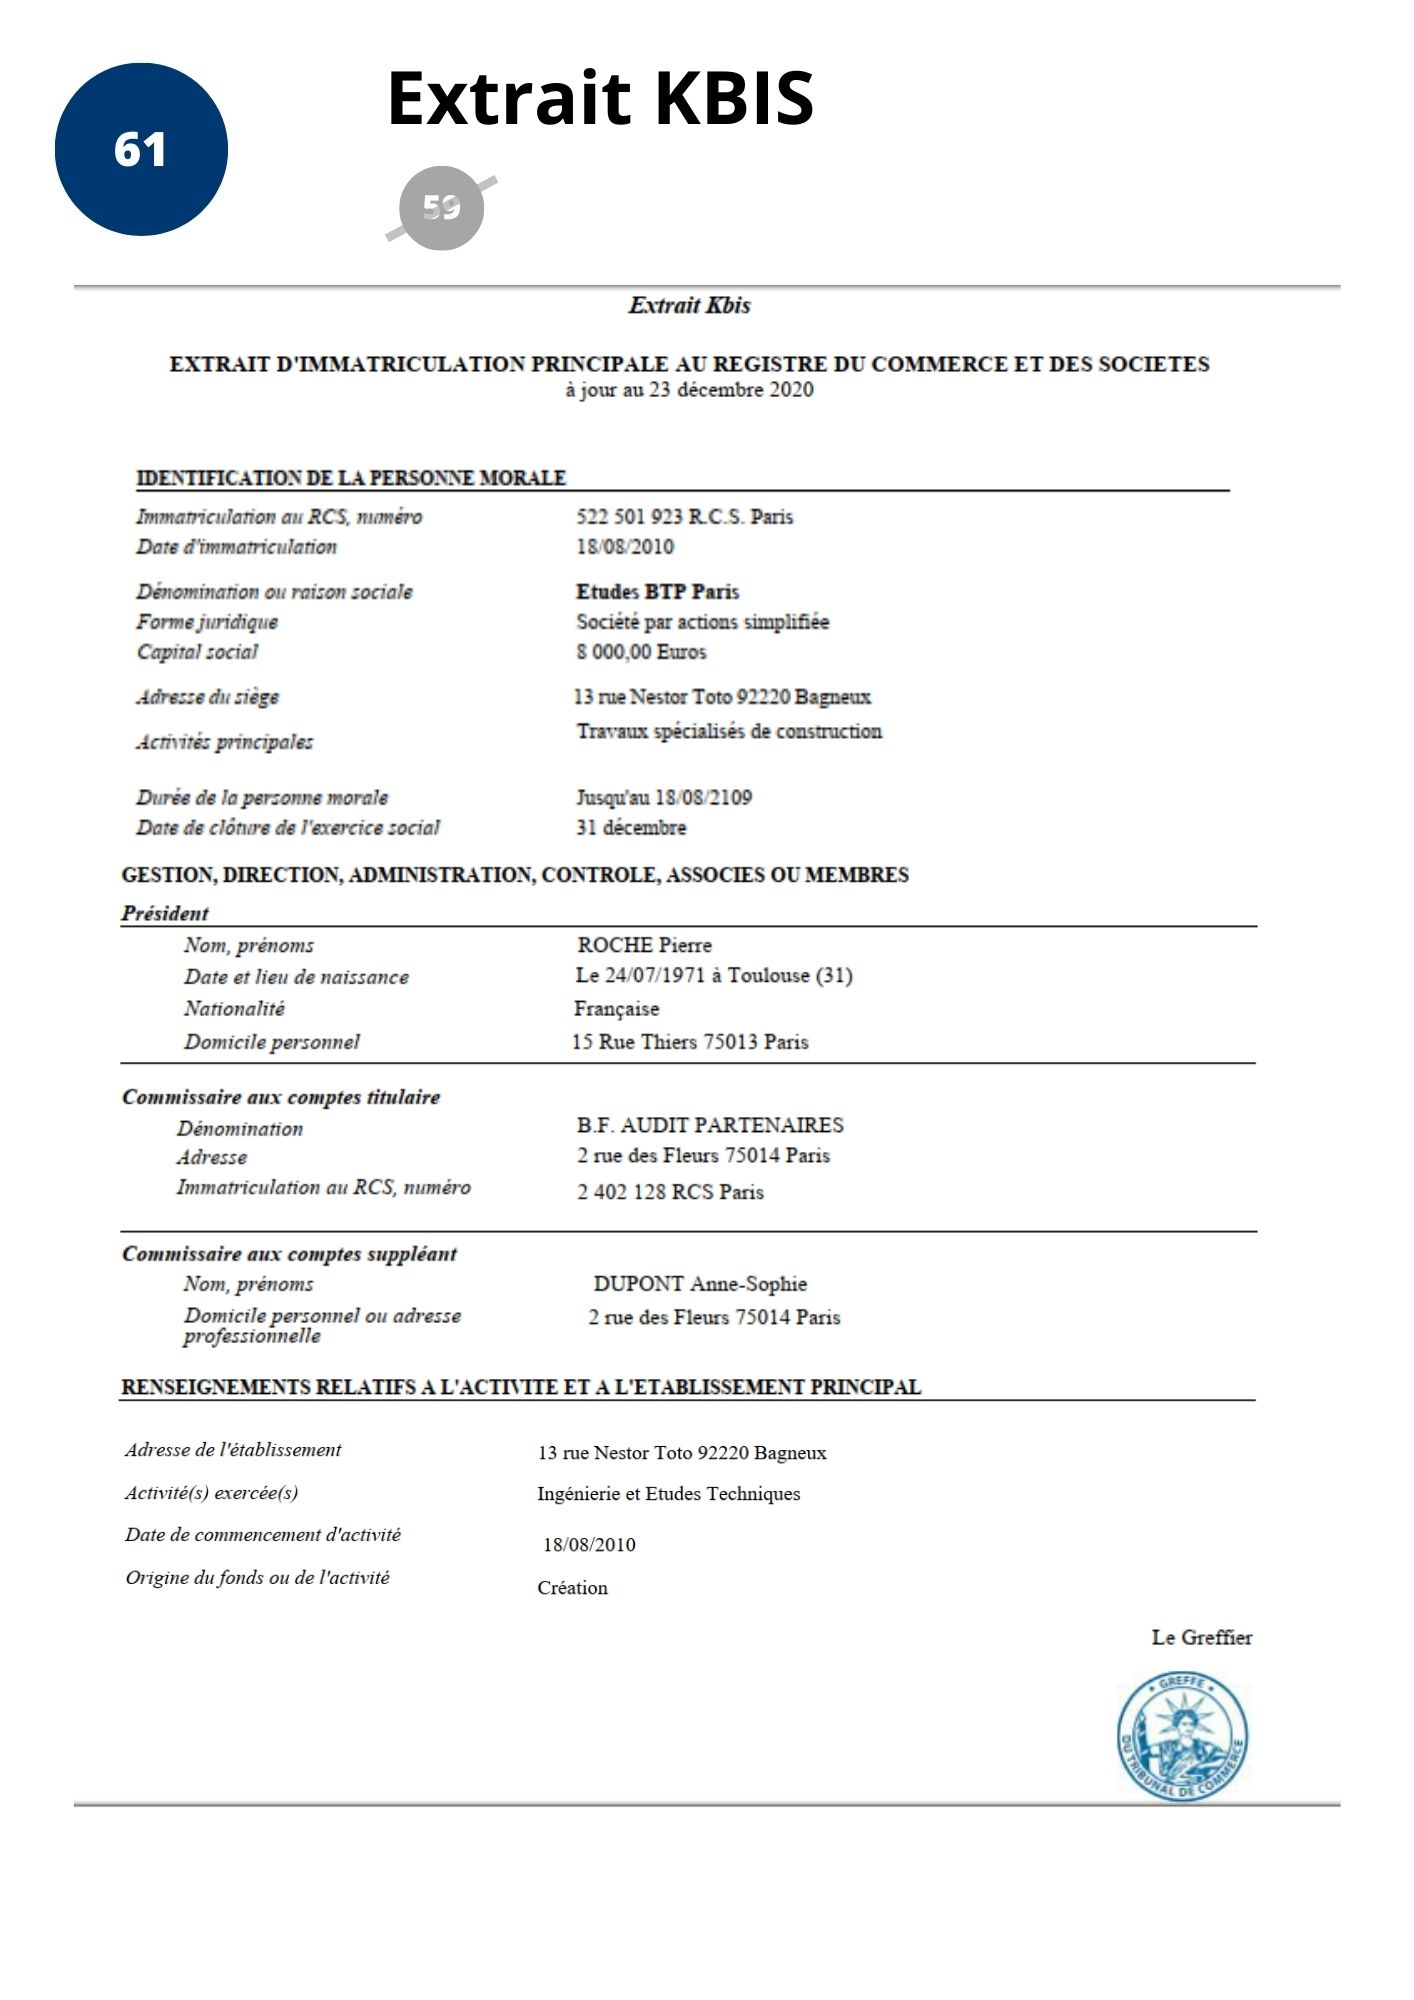 61
Extrait KBIS
59
Extrait Kbis
EXTRAIT D'IMMATRICULATION PRINCIPALE AU REGISTRE DU COMMERCE ET DES SOCIETES
à jour au 23 décembre 2020
IDENTIFICATION DE LA PERSONNE MORALE
Immatriculation au RCS, numéro 522 501 923 R.C.S. Paris
Date d'immatriculation 18/08/2010
Dénomination ou raison sociale Etudes BTP Paris
Forme juridique Société par actions simplifiée
Capital social 8 000,00 Euros
Adresse du siège 13 rue Nestor Toto 92220 Bagneux
Activités principales Travaux spécialisés de construction
Durée de la personne morale Jusqu'au 18/08/2109
Date de clôture de l'exercice social 31 décembre
GESTION, DIRECTION, ADMINISTRATION, CONTROLE, ASSOCIES OU MEMBRES
Président
Nom, prénoms ROCHE Pierre
Date et lieu de naissance Le 24/07/1971 à Toulouse (31)
Nationalité Française
Domicile personnel 15 Rue Thiers 75013 Paris
Commissaire aux comptes titulaire
Dénomination B.F. AUDIT PARTENAIRES
Adresse 2 rue des Fleurs 75014 Paris
Immatriculation au RCS, numéro 2 402 128 RCS Paris
Commissaire aux comptes suppléant
Nom, prénoms DUPONT Anne-Sophie
Domicile personnel ou adresse 2 rue des Fleurs 75014 Paris
professionnelle
RENSEIGNEMENTS RELATIFS A L'ACTIVITE ET A L'ETABLISSEMENT PRINCIPAL
Adresse de l'établissement 13 rue Nestor Toto 92220 Bagneux
Activité(s) exercée(s) Ingénierie et Etudes Techniques
Date de commencement d'activité 18/08/2010
Origine du fonds ou de l'activité Création
Le Greffier
GREFFE
DU TRIBUNAL DE COMMERCE